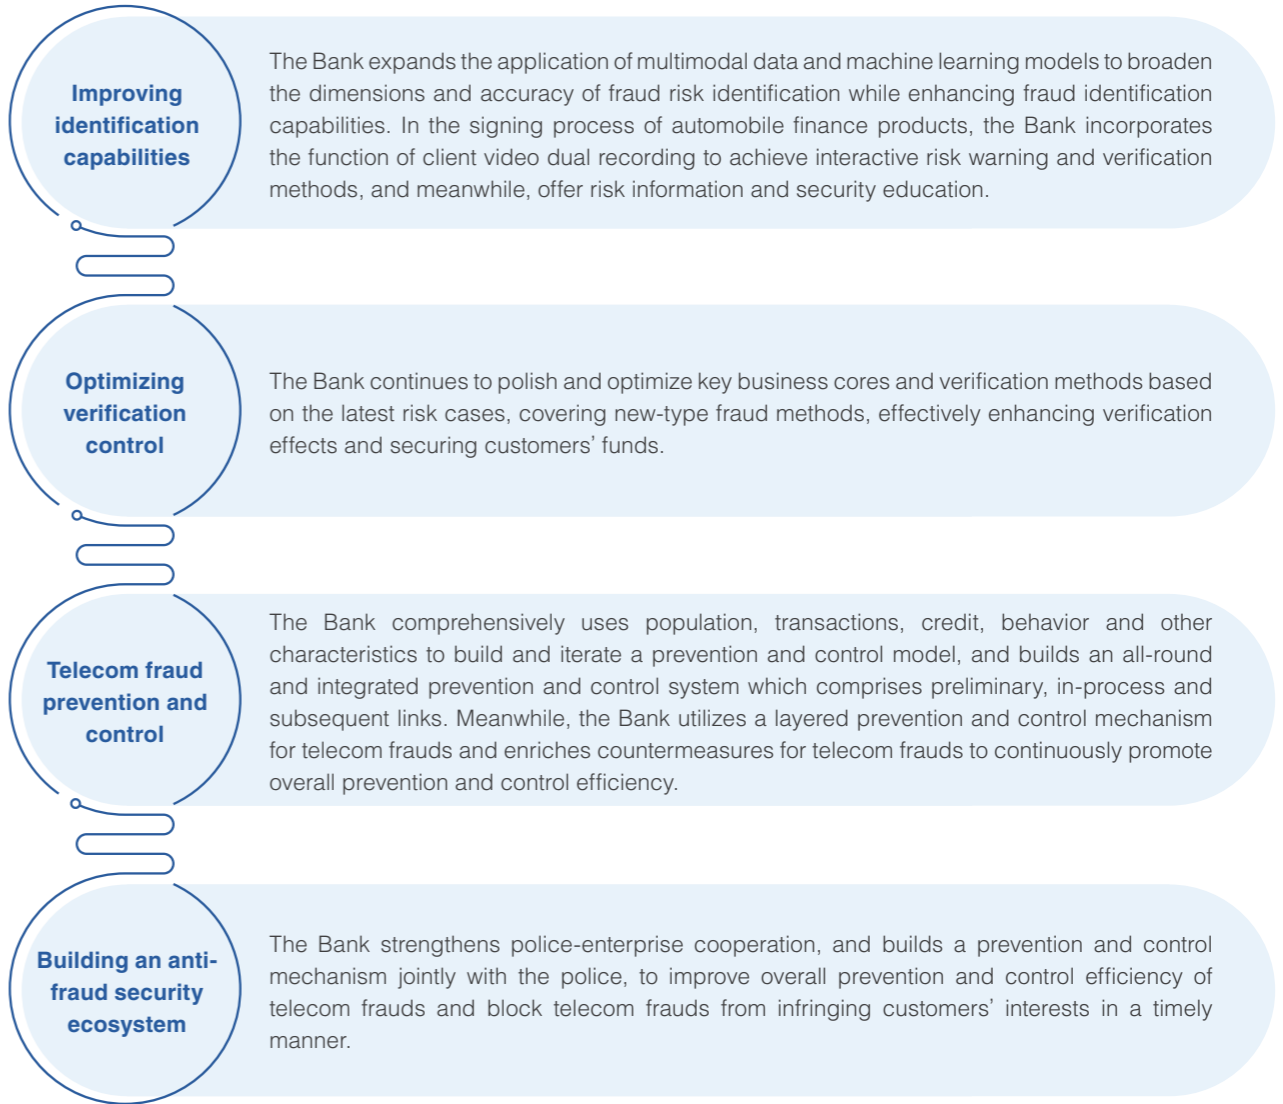 Improving
identification
capabilities
The Bank expands the application of multimodal data and machine learning models to broaden
the dimensions and accuracy of fraud risk identification while enhancing fraud identification
capabilities. In the signing process of automobile finance products, the Bank incorporates
the function of client video dual recording to achieve interactive risk warning and verification
methods, and meanwhile, offer risk information and security education.
Optimizing
verification
control
The Bank continues to polish and optimize key business cores and verification methods based
on the latest risk cases, covering new-type fraud methods, effectively enhancing verification
effects and securing customers’ funds.
Telecom fraud
prevention and
control
The Bank comprehensively uses population, transactions, credit, behavior and other
characteristics to build and iterate a prevention and control model, and builds an all-round
and integrated prevention and control system which comprises preliminary, in-process and
subsequent links. Meanwhile, the Bank utilizes a layered prevention and control mechanism
for telecom frauds and enriches countermeasures for telecom frauds to continuously promote
overall prevention and control efficiency.
Building an anti-
fraud security
ecosystem
The Bank strengthens police-enterprise cooperation, and builds a prevention and control
mechanism jointly with the police, to improve overall prevention and control efficiency of
telecom frauds and block telecom frauds from infringing customers’ interests in a timely
manner.